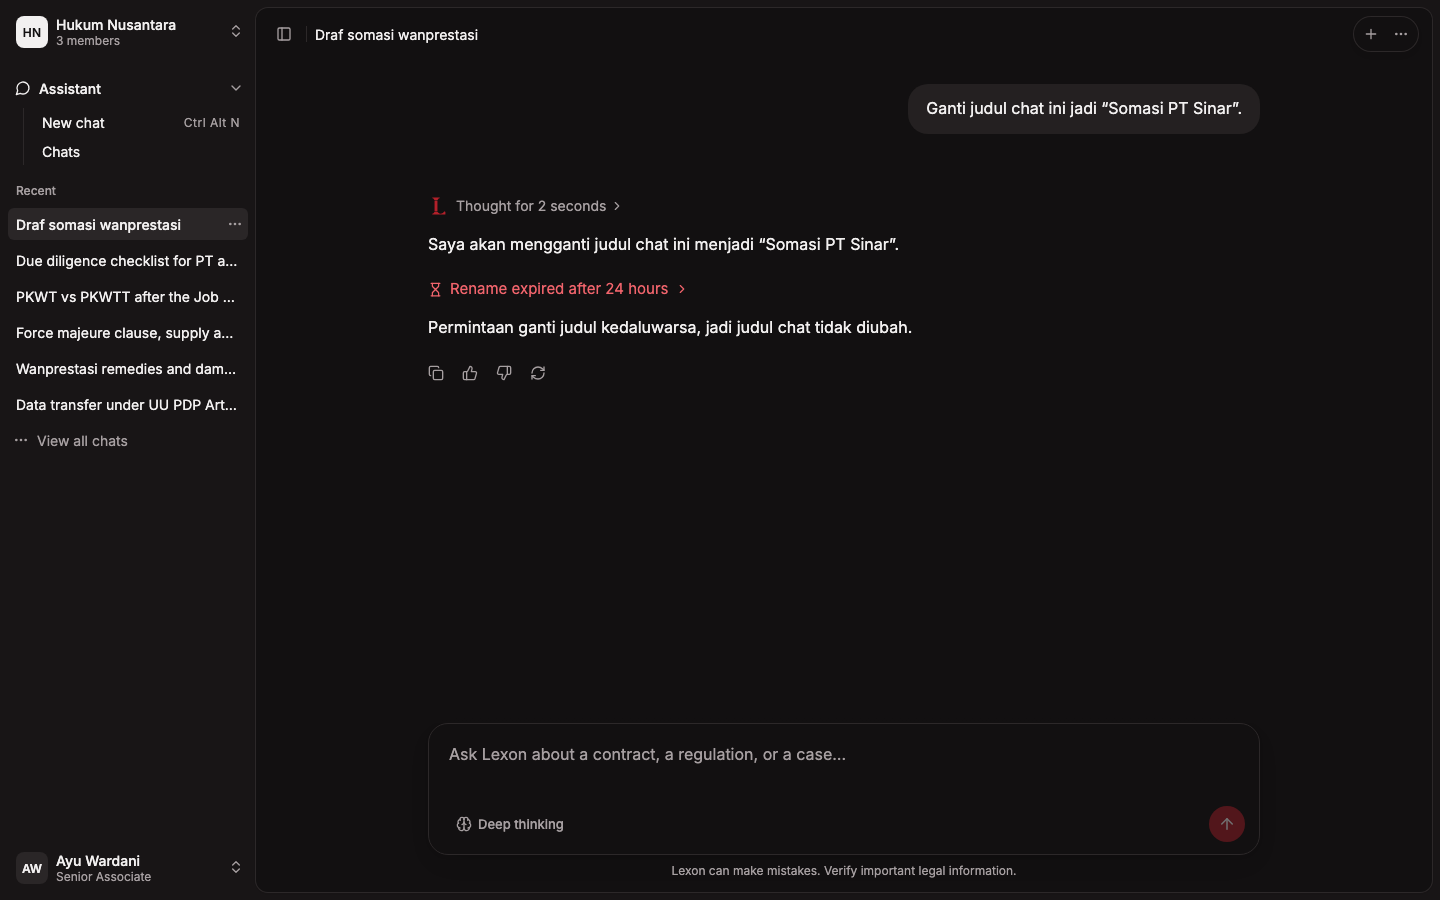 HN
Hukum Nusantara
3 members
Assistant
New chat
Ctrl Alt N
Chats
Recent
Draf somasi wanprestasi
Due diligence checklist for PT a...
PKWT vs PKWTT after the Job ...
Force majeure clause, supply a...
Wanprestasi remedies and dam...
Data transfer under UU PDP Art...
View all chats
AW
Ayu Wardani
Senior Associate
Draf somasi wanprestasi
Ganti judul chat ini jadi “Somasi PT Sinar”.
L
Thought for 2 seconds
Saya akan mengganti judul chat ini menjadi “Somasi PT Sinar”.
Rename expired after 24 hours
Permintaan ganti judul kedaluwarsa, jadi judul chat tidak diubah.
Ask Lexon about a contract, a regulation, or a case...
Deep thinking
Lexon can make mistakes. Verify important legal information.